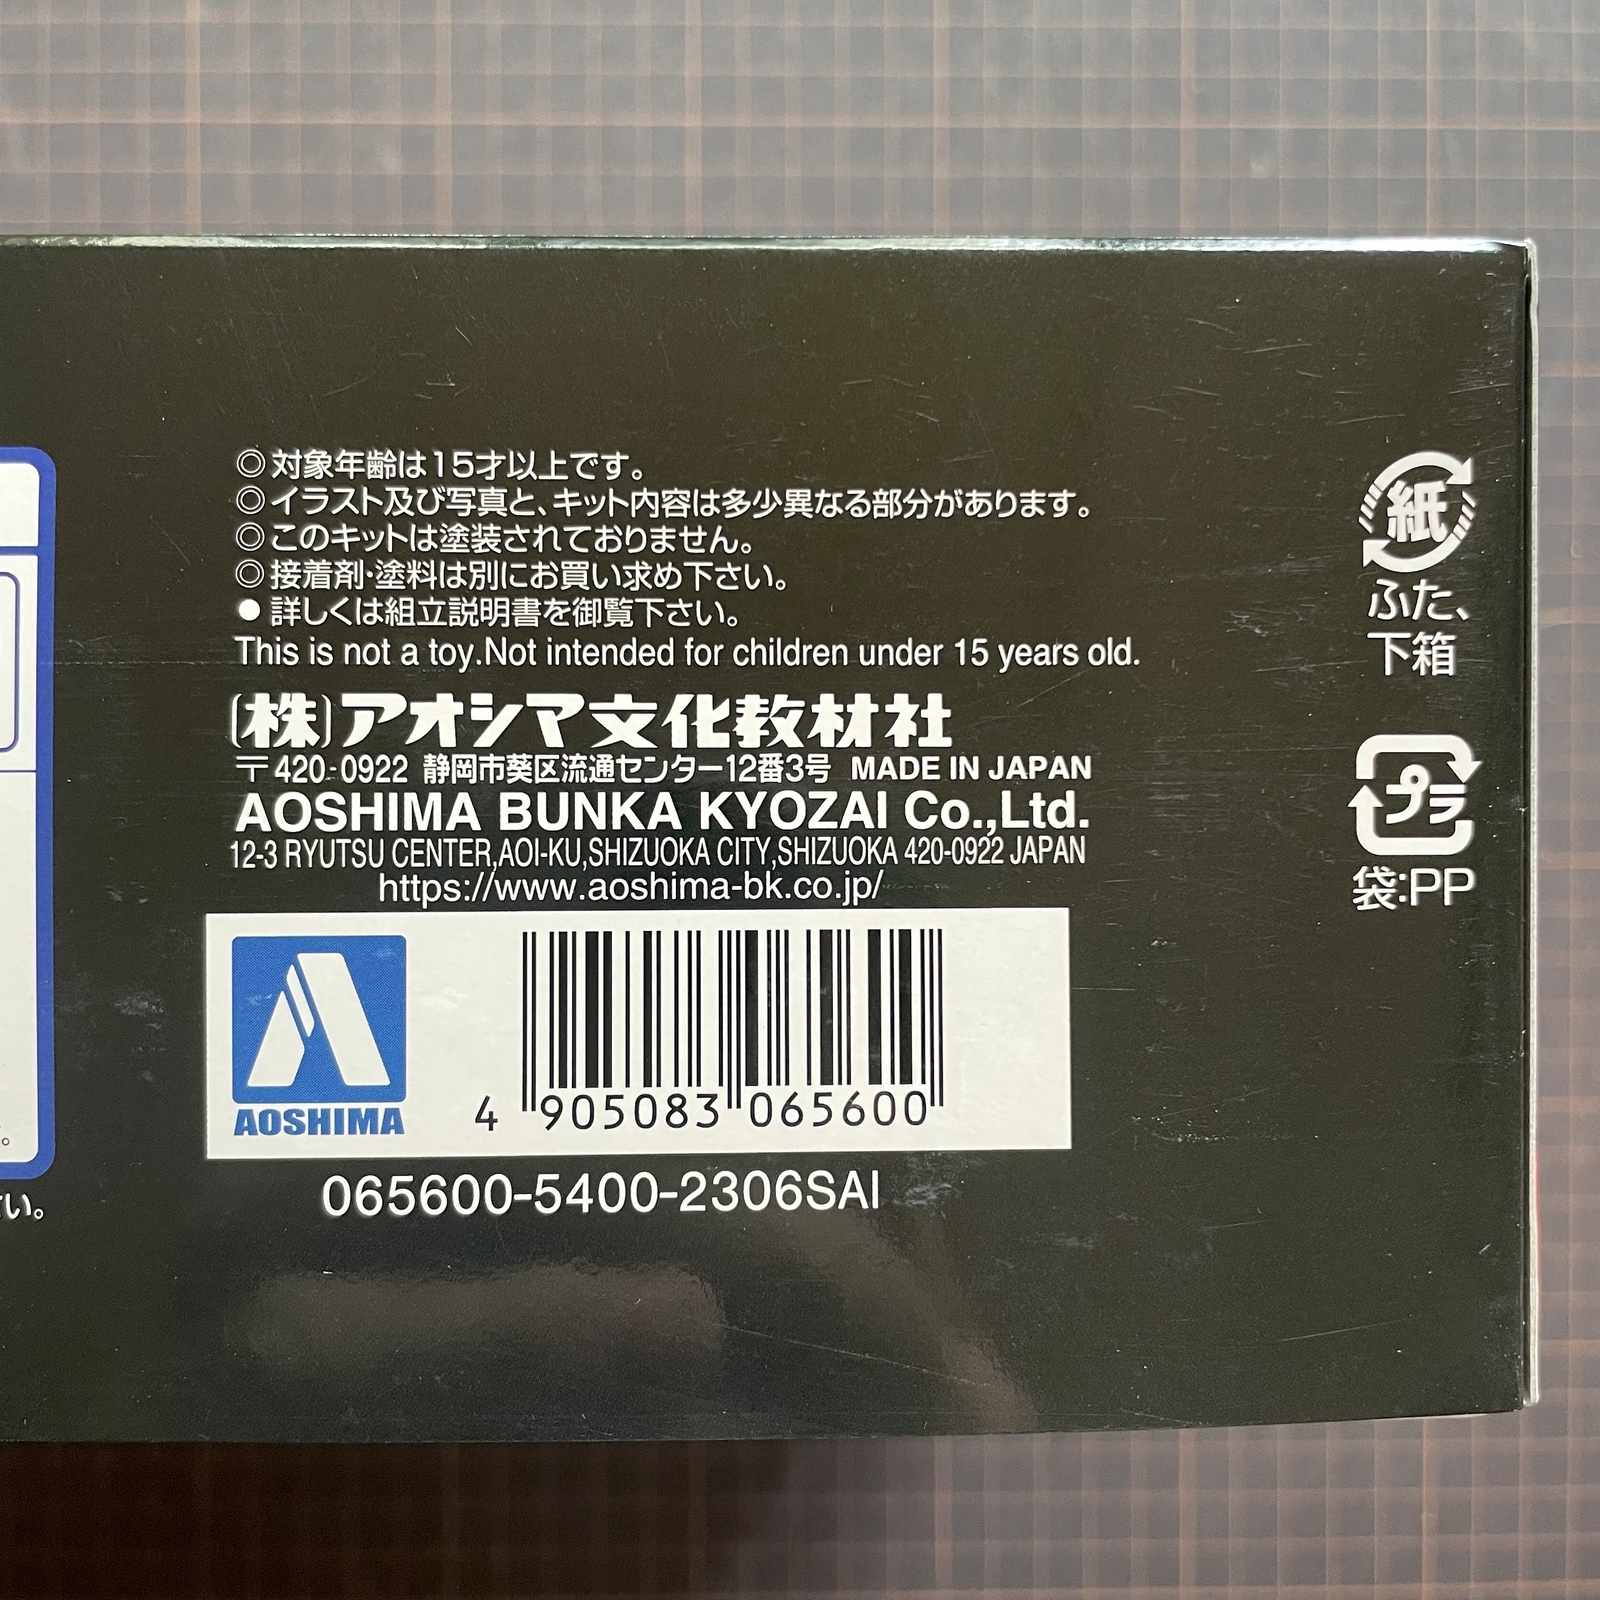 ◎対象年齢は15才以上です。
◎イラスト及び写真と、キット内容は多少異なる部分があります。
◎このキットは塗装されておりません。
◎接着剤・塗料は別にお買い求め下さい。
●詳しくは組立説明書を御覧下さい。
This is not a toy.Not intended for children under 15 years old.
(株)アオシマ文化教材社
〒420-0922 静岡市葵区流通センター12番3号 MADE IN JAPAN
AOSHIMA BUNKA KYOZAI Co.,Ltd.
12-3 RYUTSU CENTER,AOI-KU,SHIZUOKA CITY,SHIZUOKA 420-0922 JAPAN
https://www.aoshima-bk.co.jp/
AOSHIMA
4 905083 065600
065600-5400-2306SAI
紙
ふた、
下箱
プラ
袋:PP